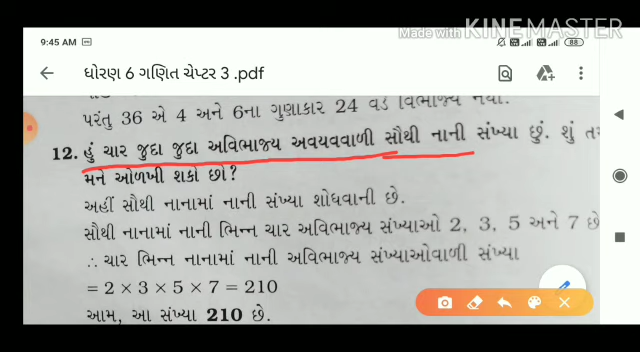 9:45 AM
Made with KINEMASTER
88
ધોરણ 6 ગણિત ચેપ્ટર 3 .pdf
પરંતુ 36 એ 4 અને 6ના ગુણાકાર 24 વડે વિભાજ્ય નથી.
12. હું ચાર જુદા જુદા અવિભાજ્ય અવયવવાળી સૌથી નાની સંખ્યા છું. શું
મને ઓળખી શકો છો?
અહીં સૌથી નાનામાં નાની સંખ્યા શોધવાની છે.
સૌથી નાનામાં નાની ભિન્ન ચાર અવિભાજ્ય સંખ્યાઓ 2, 3, 5 અને 7 છે
∴ ચાર ભિન્ન નાનામાં નાની અવિભાજ્ય સંખ્યાઓવાળી સંખ્યા
= 2 × 3 × 5 × 7 = 210
આમ, આ સંખ્યા 210 છે.